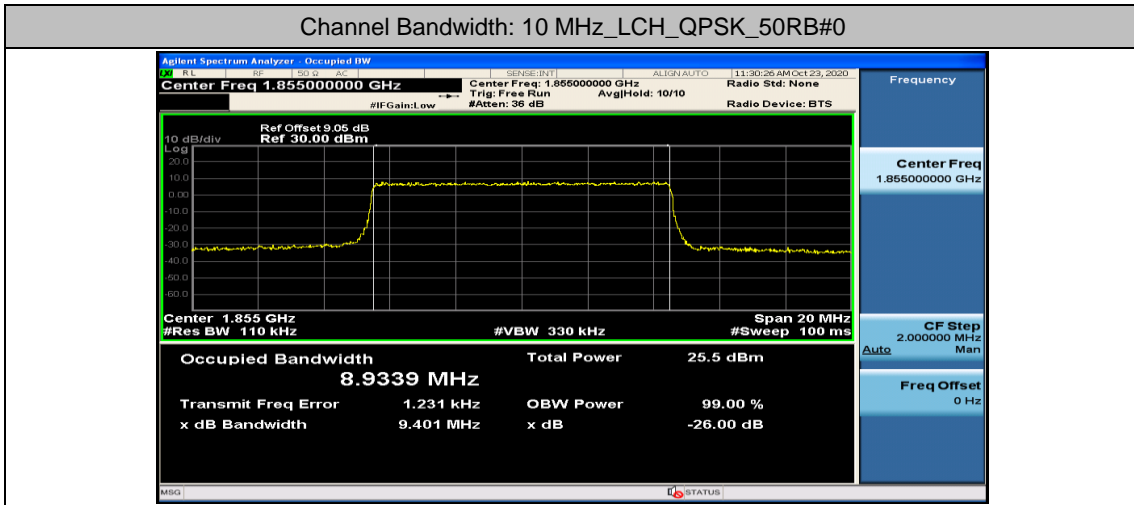 Channel Bandwidth: 10 MHz_LCH_QPSK_50RB#0
Agilent Spectrum Analyzer - Occupied BW
LXI RL RF 50 Ω AC SENSE:INT ALIGN AUTO 11:30:26 AM Oct 23, 2020
Center Freq 1.855000000 GHz
Center Freq: 1.855000000 GHz
Radio Std: None
Trig: Free Run Avg|Hold: 10/10
#IFGain:Low #Atten: 36 dB Radio Device: BTS
Frequency
Ref Offset 9.05 dB
10 dB/div Ref 30.00 dBm
Log
20.0
10.0
0.00
-10.0
-20.0
-30.0
-40.0
-50.0
-60.0
Center 1.855 GHz Span 20 MHz
#Res BW 110 kHz #VBW 330 kHz #Sweep 100 ms
Occupied Bandwidth Total Power 25.5 dBm
8.9339 MHz
Transmit Freq Error 1.231 kHz OBW Power 99.00 %
x dB Bandwidth 9.401 MHz x dB -26.00 dB
Center Freq
1.855000000 GHz
CF Step
2.000000 MHz
Auto Man
Freq Offset
0 Hz
MSG STATUS